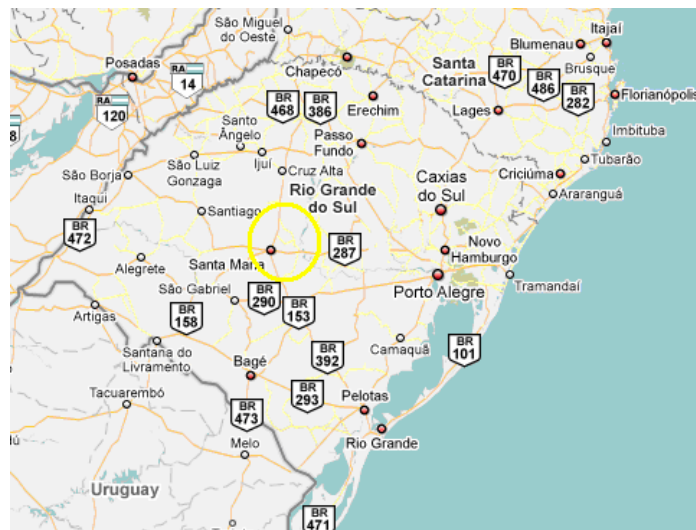 São Miguel
do Oeste
Blumenau
Itajaí
Posadas
Chapecó
Santa
Catarina
BR
470
Brusque
RA
14
BR
486
BR
282
RA
120
BR
468
BR
386
Erechim
Lages
Florianópolis
8
Santo
Ângelo
Passo
Fundo
Imbituba
São Luiz
Gonzaga
Ijuí
Cruz Alta
Tubarão
São Borja
Rio Grande
do Sul
Caxias
do Sul
Criciúma
Araranguá
Itaqui
BR
472
Santiago
BR
287
Novo
Hamburgo
Alegrete
Santa Maria
Porto Alegre
Tramandaí
São Gabriel
BR
290
BR
153
Artigas
BR
158
Santana do
Livramento
BR
392
Camaquã
BR
101
Bagé
BR
293
Tacuarembó
BR
473
Pelotas
Melo
Rio Grande
Uruguay
BR
471